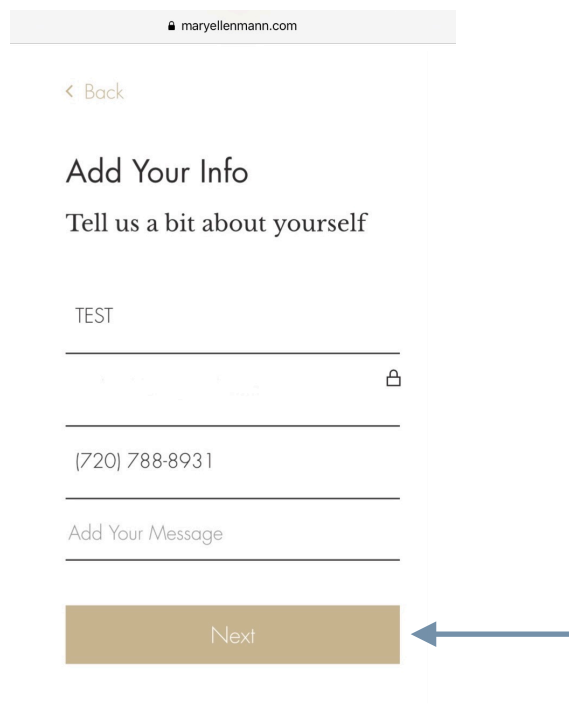 maryellenmann.com
< Back
Add Your Info
Tell us a bit about yourself
TEST
(720) 788-8931
Add Your Message
Next